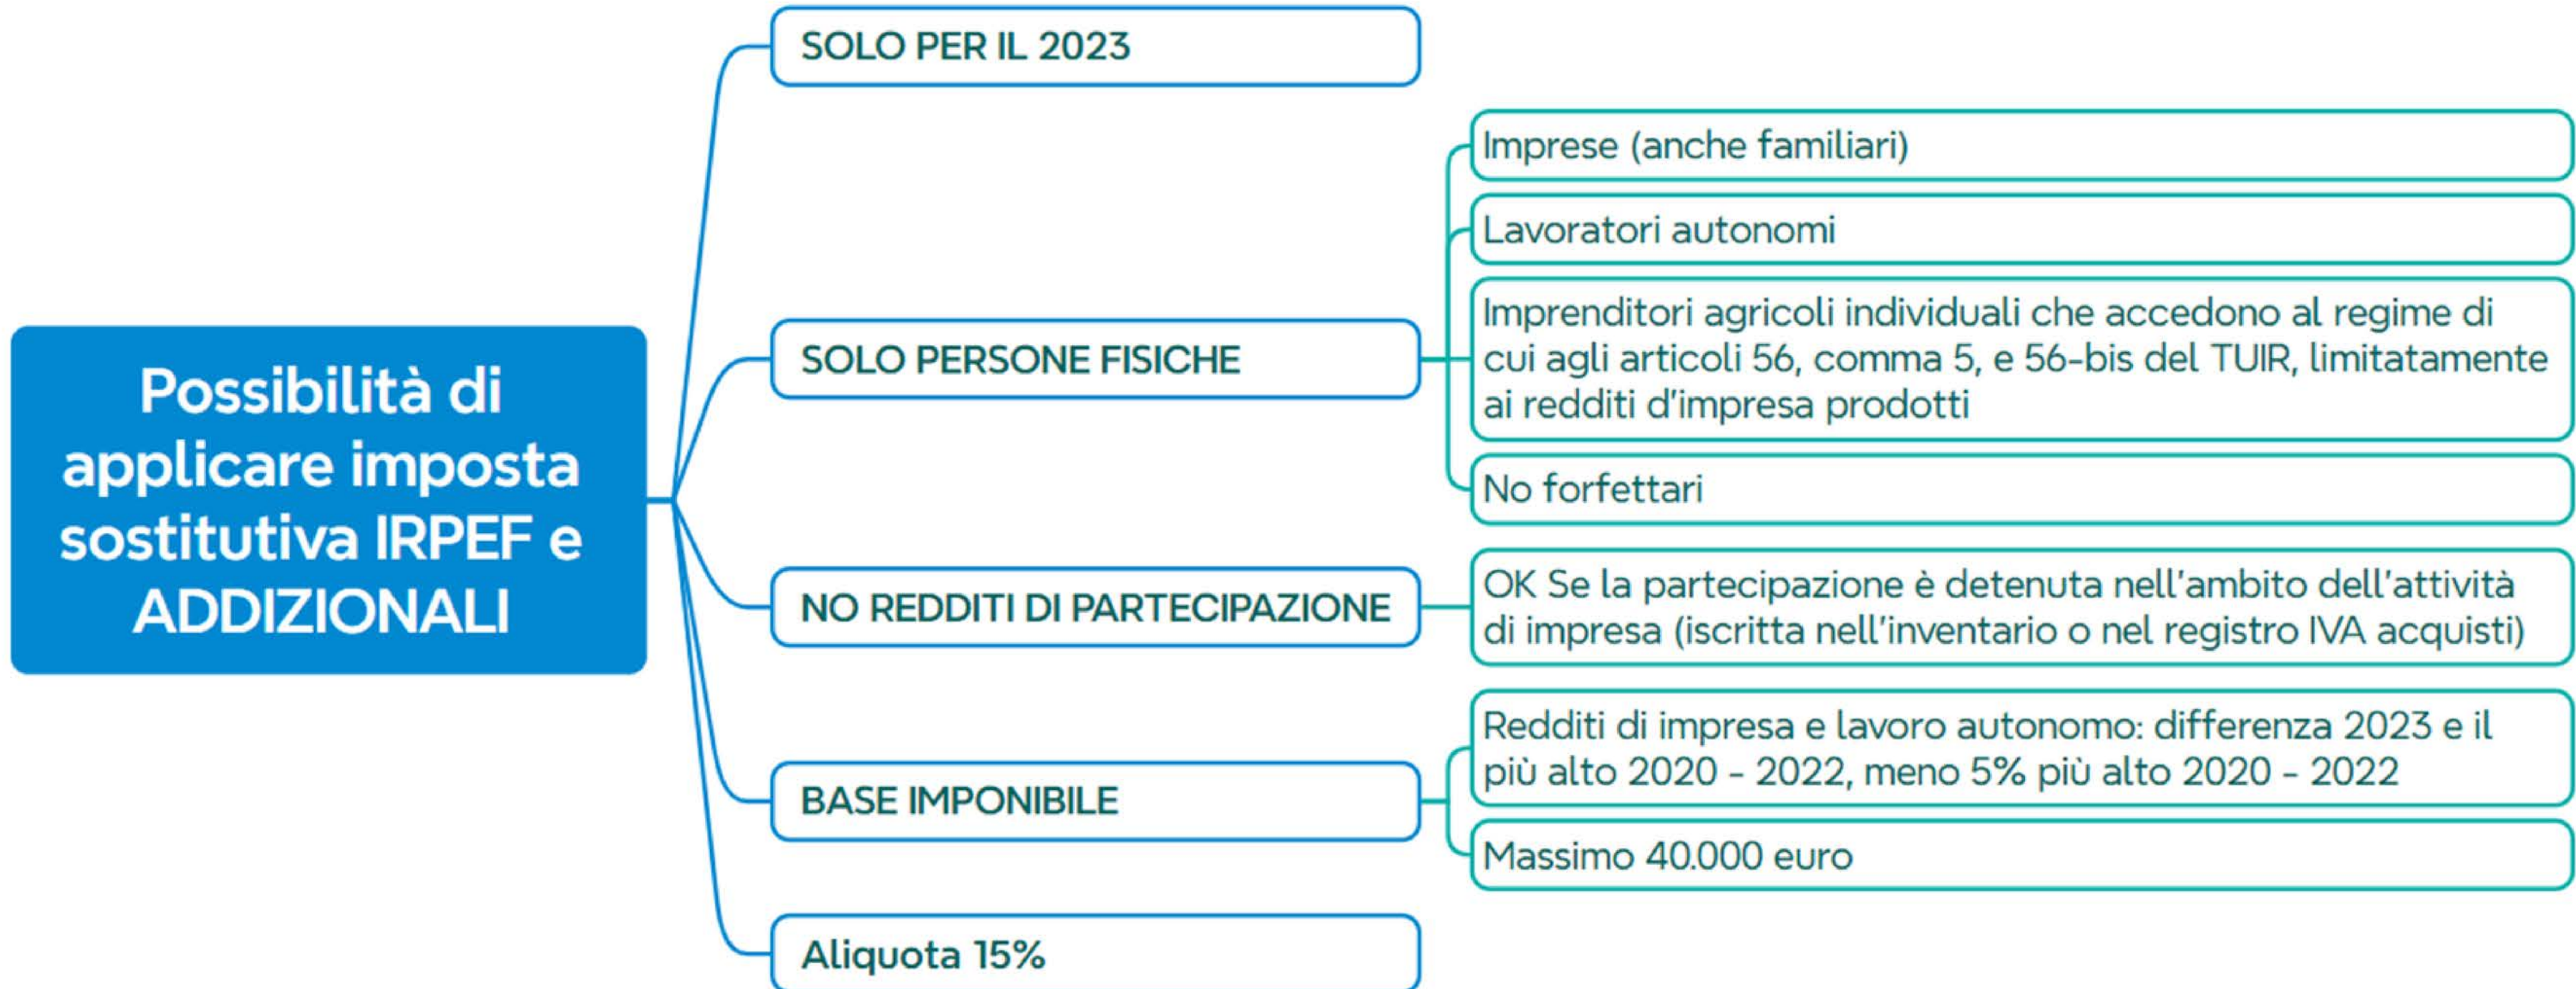 Possibilità di
applicare imposta
sostitutiva IRPEF e
ADDIZIONALI
SOLO PER IL 2023
SOLO PERSONE FISICHE
Imprese (anche familiari)
Lavoratori autonomi
Imprenditori agricoli individuali che accedono al regime di
cui agli articoli 56, comma 5, e 56-bis del TUIR, limitatamente
ai redditi d'impresa prodotti
No forfettari
NO REDDITI DI PARTECIPAZIONE
OK Se la partecipazione è detenuta nell'ambito dell'attività
di impresa (iscritta nell'inventario o nel registro IVA acquisti)
BASE IMPONIBILE
Redditi di impresa e lavoro autonomo: differenza 2023 e il
più alto 2020 - 2022, meno 5% più alto 2020 - 2022
Massimo 40.000 euro
Aliquota 15%